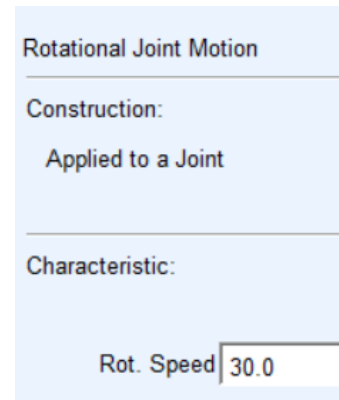 Rotational Joint Motion
Construction:
Applied to a Joint
Characteristic:
Rot. Speed 30.0